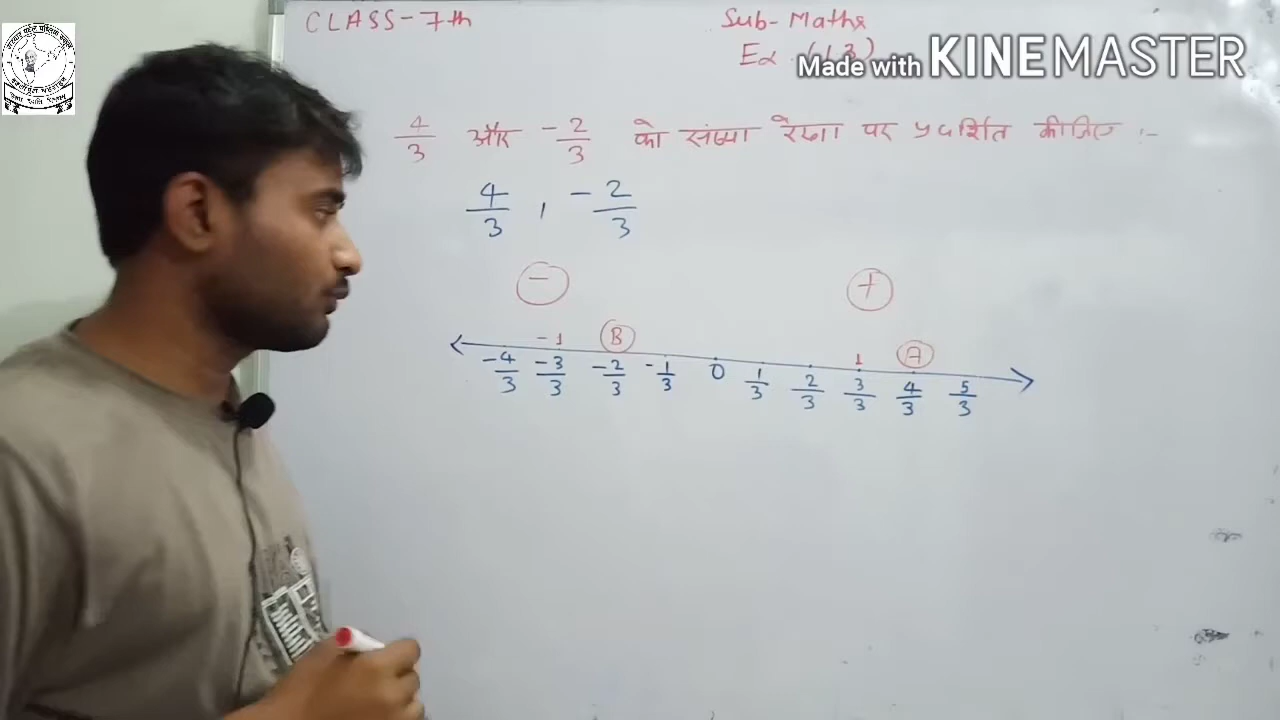 CLASS-7th
Sub-Maths
Made with KINEMASTER
4/3 और -2/3 को संख्या रेखा पर प्रदर्शित कीजिए :-
4/3 , -2/3
- +
-1 B 1 A
-4/3 -3/3 -2/3 -1/3 0 1/3 2/3 3/3 4/3 5/3